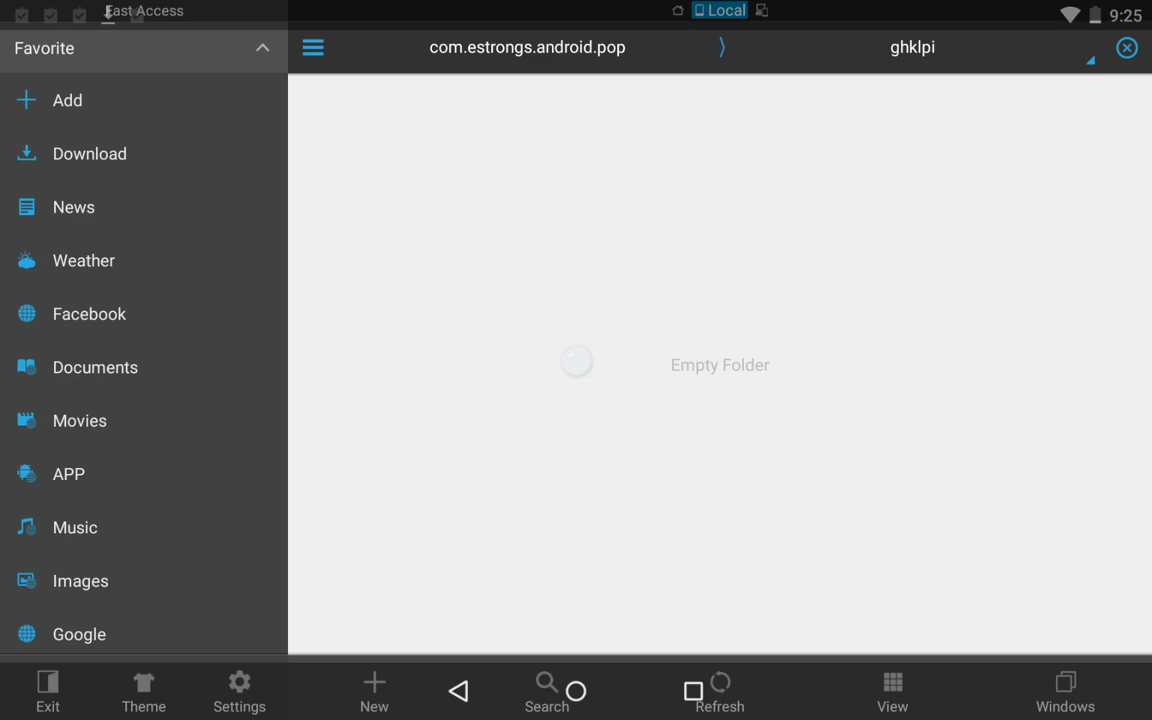 Fast Access
Local
9:25
Favorite
com.estrongs.android.pop
ghklpi
Add
Download
News
Weather
Facebook
Documents
Movies
APP
Music
Images
Google
Empty Folder
Exit
Theme
Settings
New
Search
Refresh
View
Windows